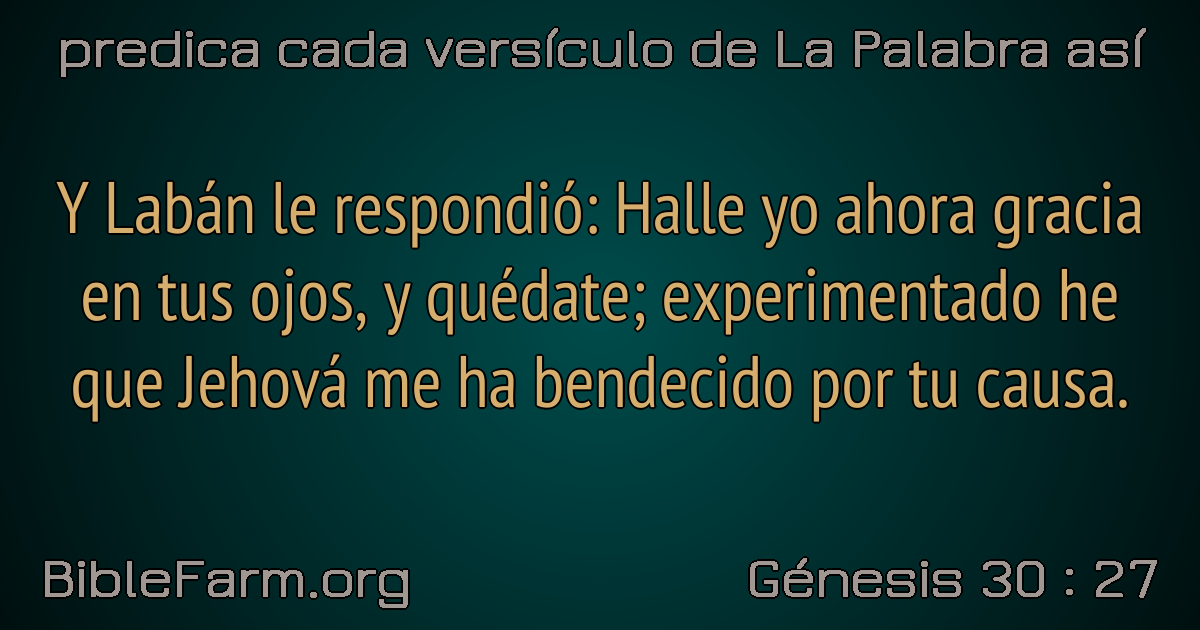 predica cada versículo de La Palabra así
Y Labán le respondió: Halle yo ahora gracia
en tus ojos, y quédate; experimentado he
que Jehová me ha bendecido por tu causa.
BibleFarm.org
Génesis 30 : 27